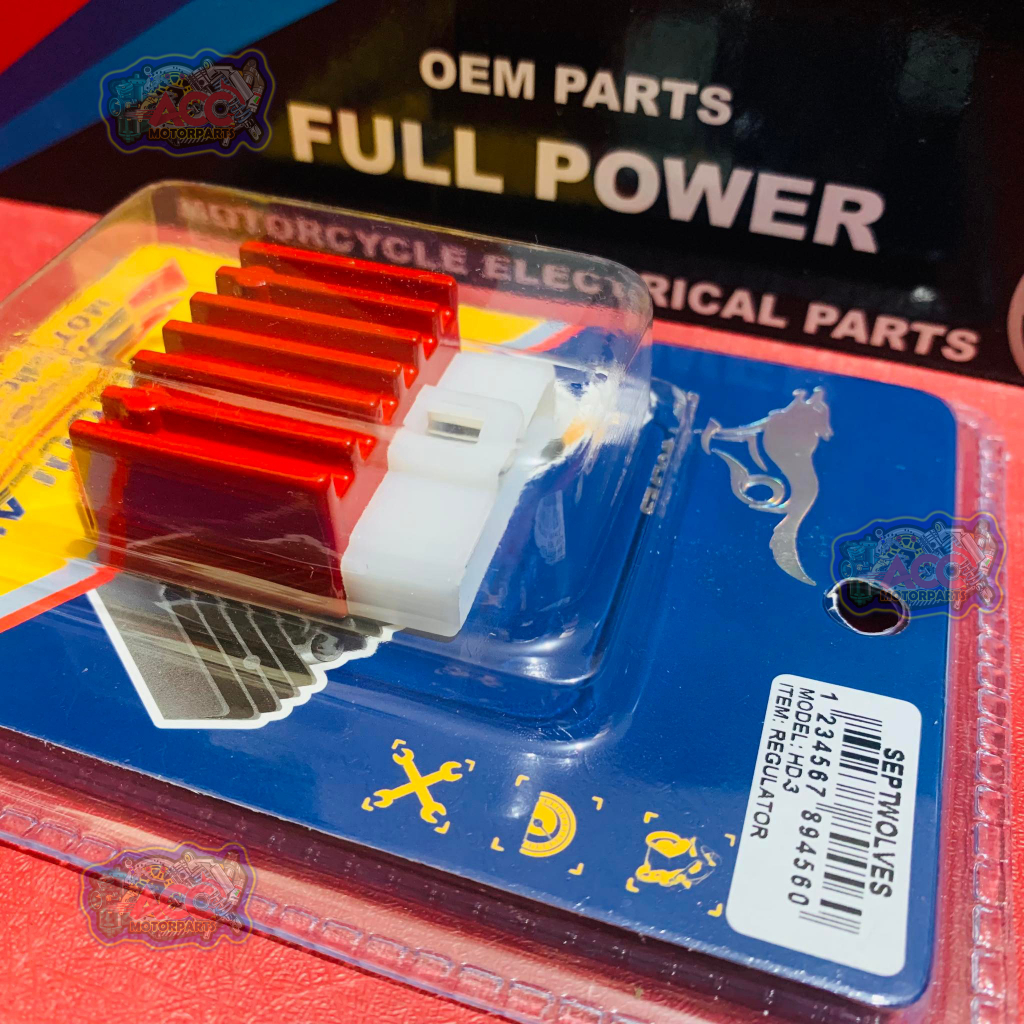 ACC
MOTORPARTS
OEM PARTS
FULL POWER
MOTORCYCLE ELECTRICAL PARTS
ACC
MOTORPARTS
SEPTWOLVES
1 234567 894560
MODEL: HD-3
ITEM: REGULATOR
ACC
MOTORPARTS